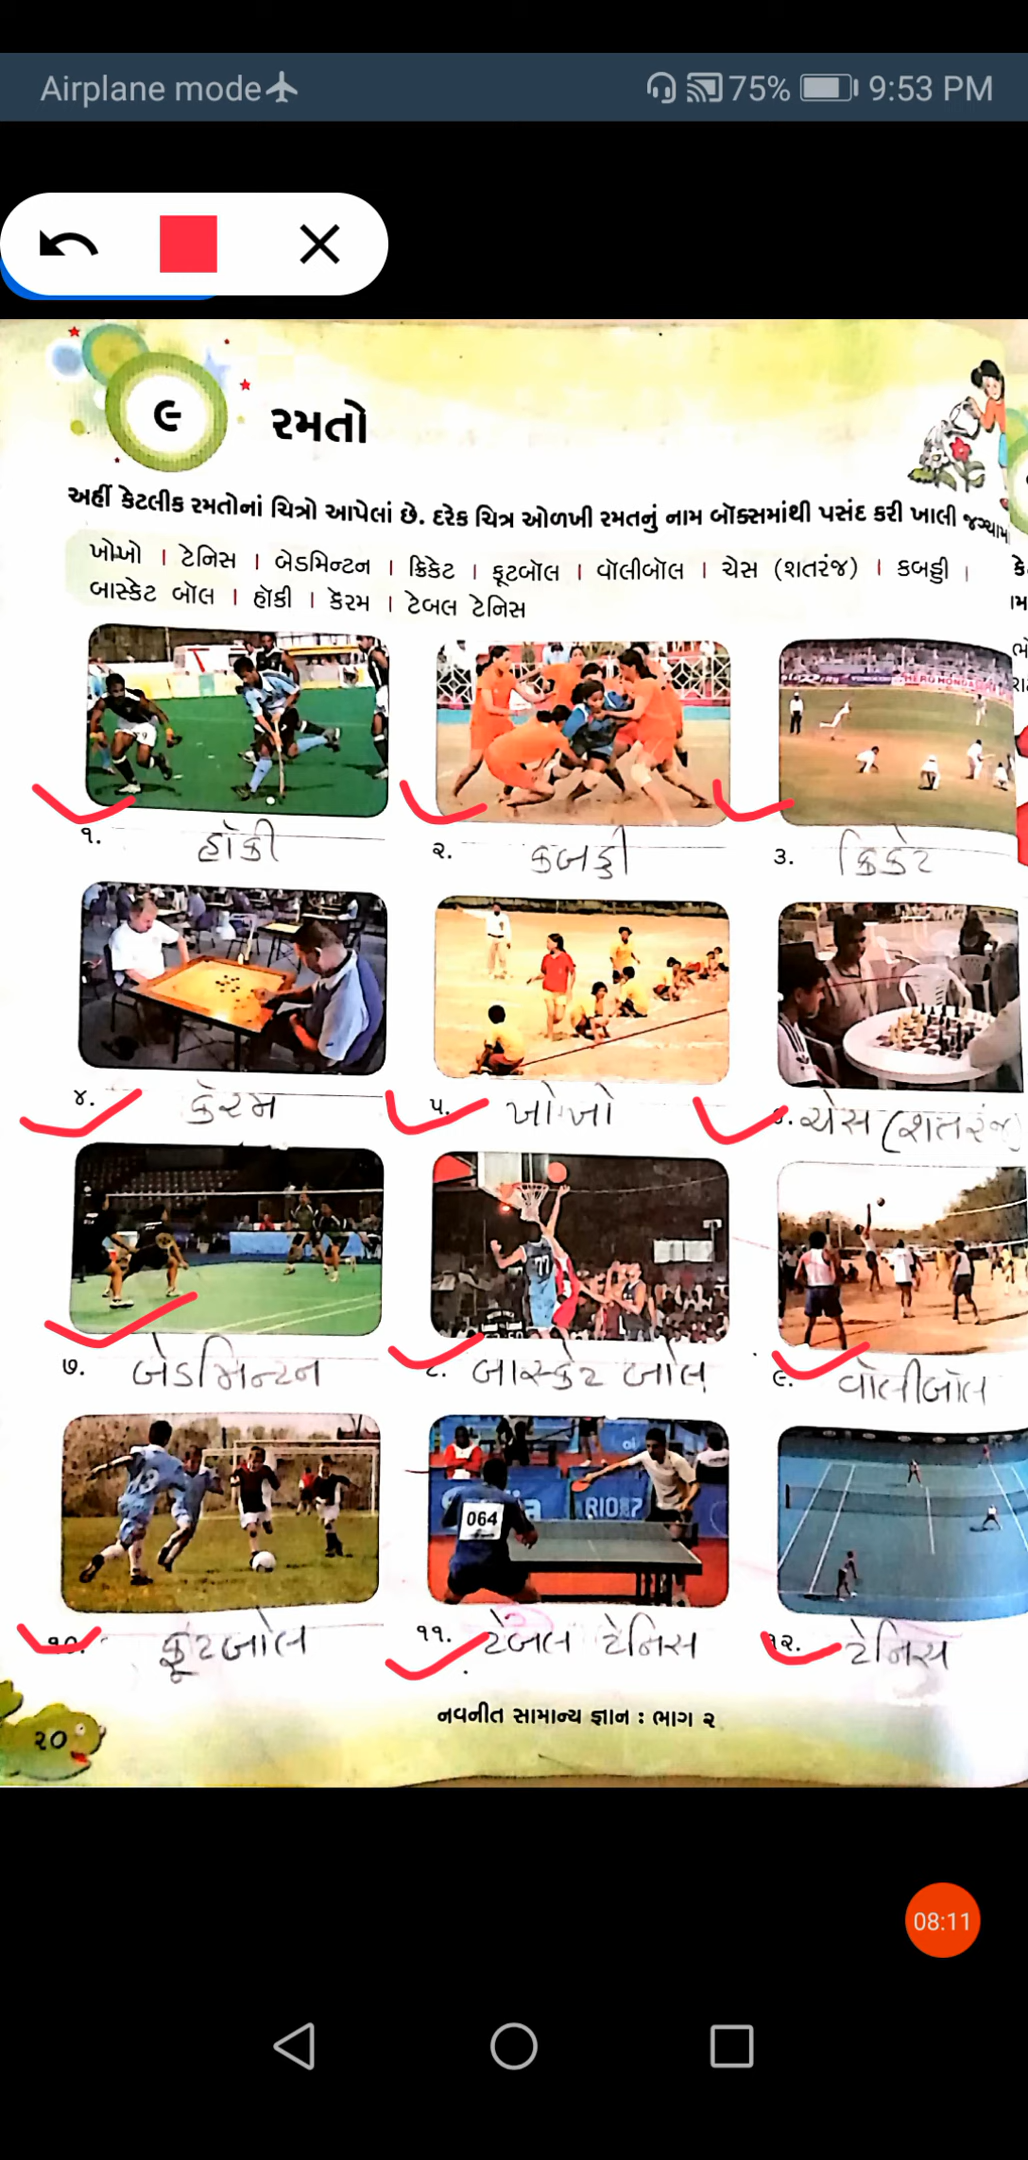 Airplane mode 75% 9:53 PM
૯ રમતો
અહીં કેટલીક રમતોનાં ચિત્રો આપેલાં છે. દરેક ચિત્ર ઓળખી રમતનું નામ બૉક્સમાંથી પસંદ કરી ખાલી
ખોખો । ટેનિસ । બેડમિન્ટન । ક્રિકેટ । ફૂટબૉલ । વૉલીબૉલ । ચેસ (શતરંજ) । કબડ્ડી ।
બાસ્કેટ બૉલ । હૉકી । કૅરમ । ટેબલ ટેનિસ
૧. હૉકી ૨. કબડ્ડી ૩. ક્રિકેટ
૪. કૅરમ ૫. ખોખો ૬. ચેસ (શતરંજ)
૭. બેડમિન્ટન ૮. બાસ્કેટ બોલ ૯. વૉલીબૉલ
064
૧૦. ફૂટબોલ ૧૧. ટેબલ ટેનિસ ૧૨. ટેનિસ
નવનીત સામાન્ય જ્ઞાન : ભાગ ૨
૨૦
08:11